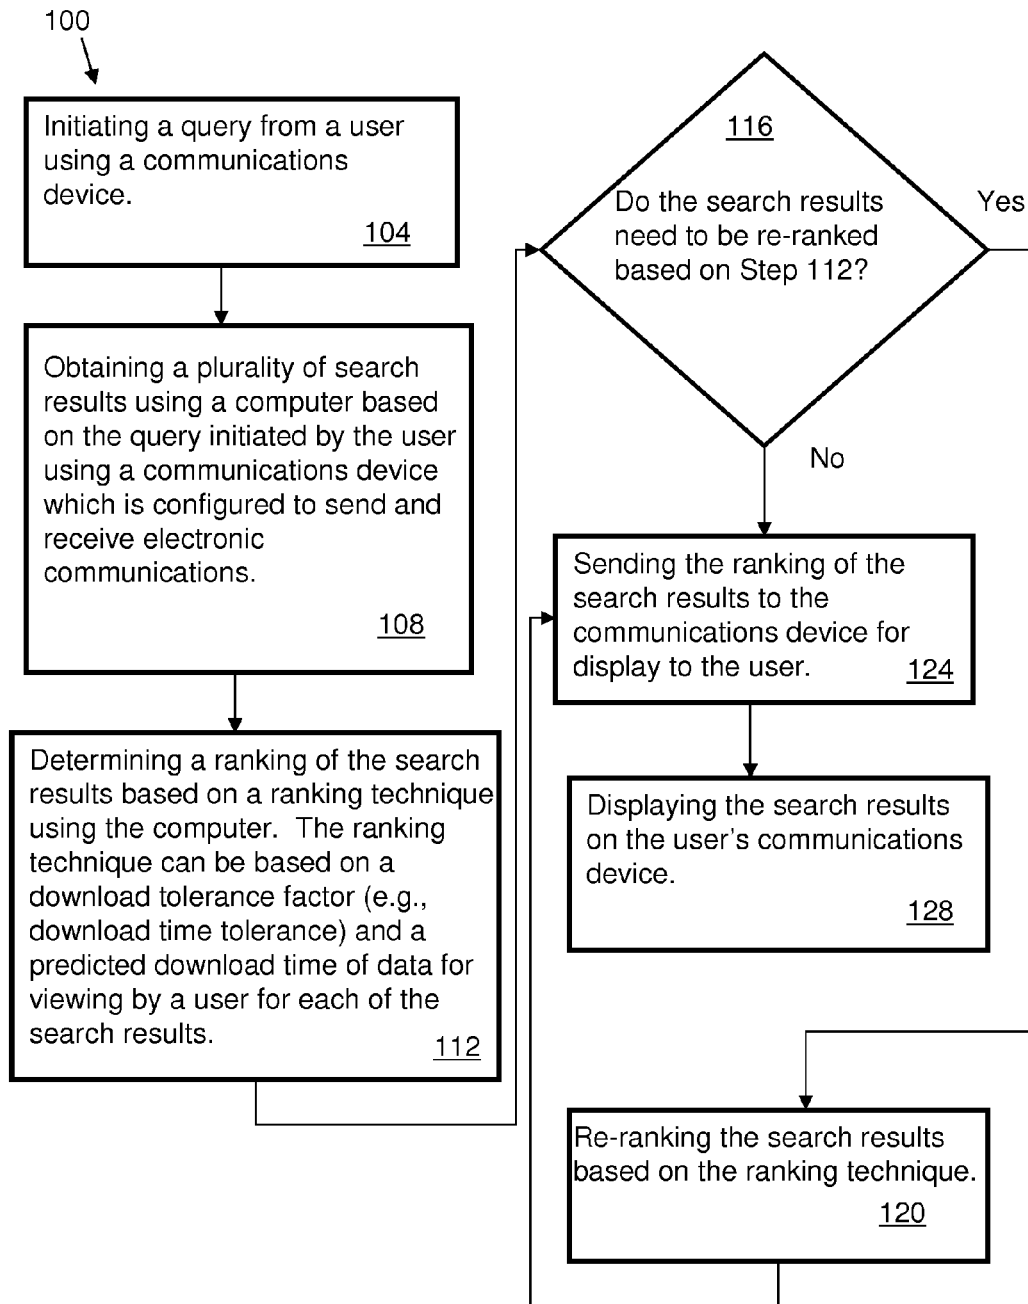 100
Initiating a query from a user
using a communications
device.
104
Obtaining a plurality of search
results using a computer based
on the query initiated by the user
using a communications device
which is configured to send and
receive electronic
communications.
108
Determining a ranking of the search
results based on a ranking technique
using the computer. The ranking
technique can be based on a
download tolerance factor (e.g.,
download time tolerance) and a
predicted download time of data for
viewing by a user for each of the
search results.
112
116
Do the search results
need to be re-ranked
based on Step 112?
Yes
No
Sending the ranking of the
search results to the
communications device for
display to the user.
124
Displaying the search results
on the user's communications
device.
128
Re-ranking the search results
based on the ranking technique.
120